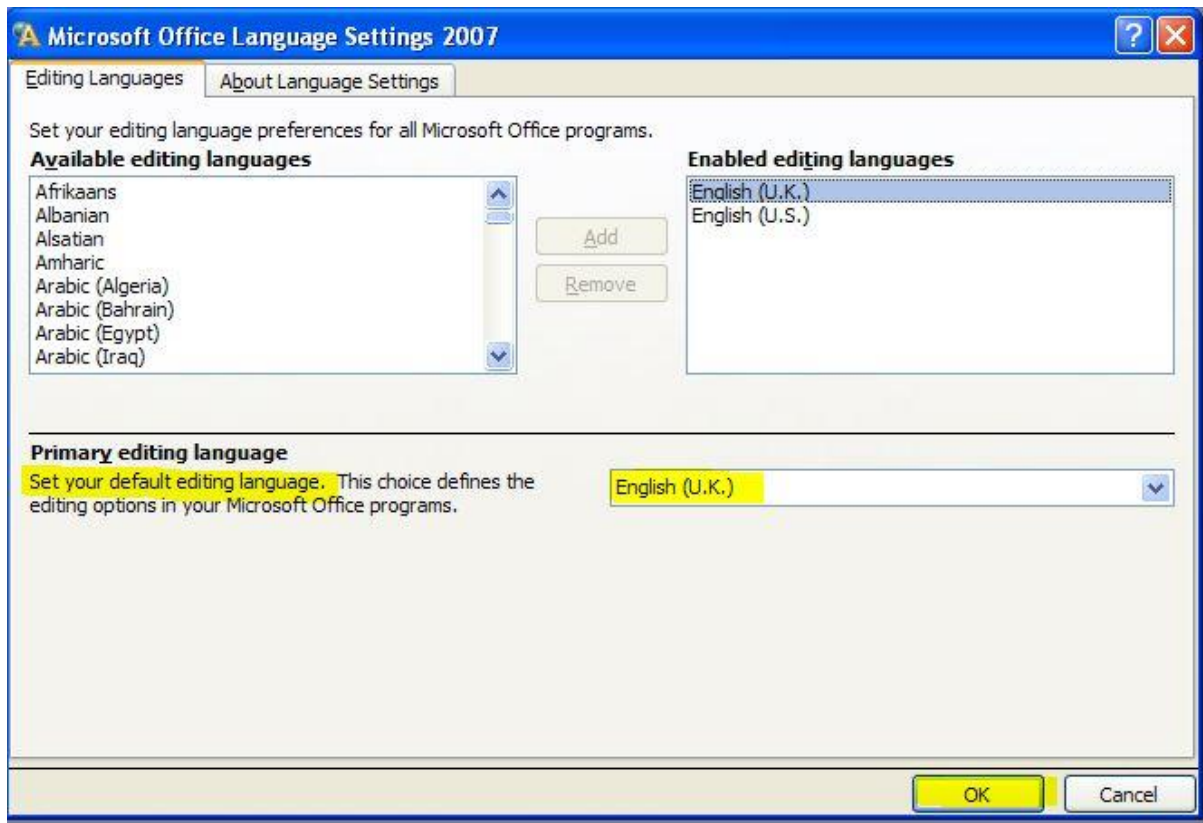 Microsoft Office Language Settings 2007
Editing Languages
About Language Settings
Set your editing language preferences for all Microsoft Office programs.
Available editing languages
Afrikaans
Albanian
Alsatian
Amharic
Arabic (Algeria)
Arabic (Bahrain)
Arabic (Egypt)
Arabic (Iraq)
Add
Remove
Enabled editing languages
English (U.K.)
English (U.S.)
Primary editing language
Set your default editing language. This choice defines the
editing options in your Microsoft Office programs.
English (U.K.)
OK
Cancel